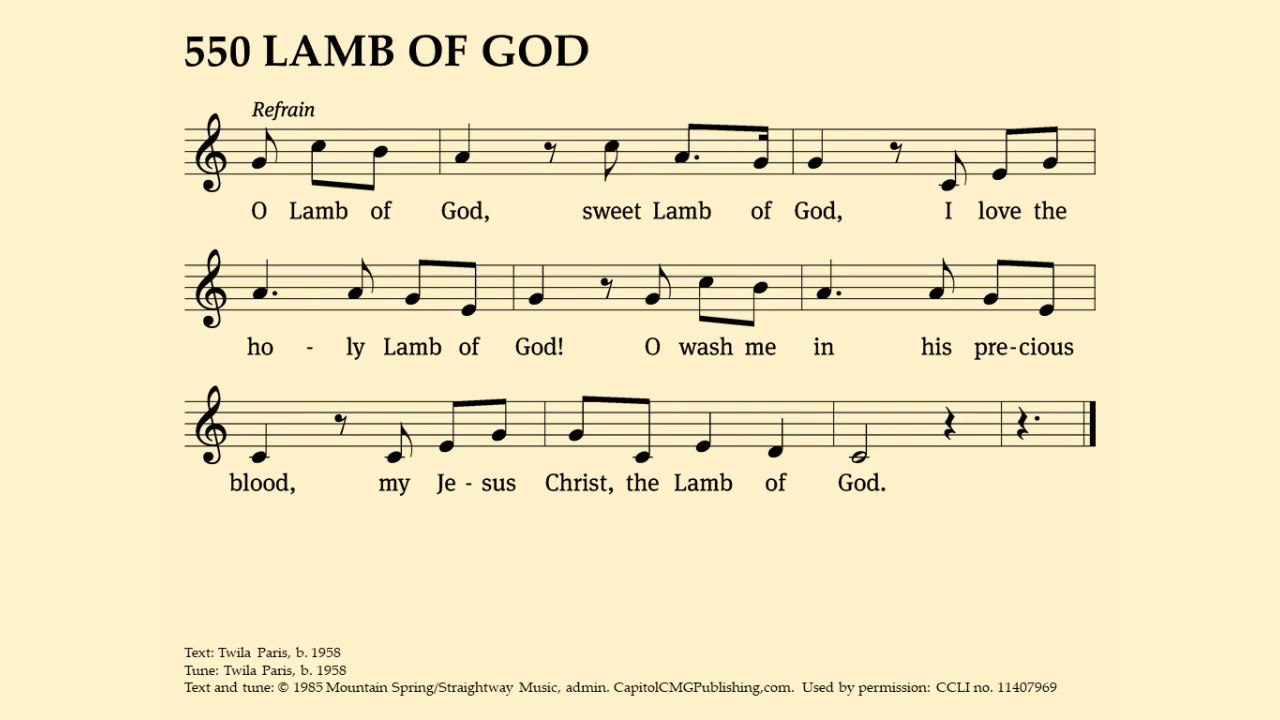 550 LAMB OF GOD
Refrain
O Lamb of God, sweet Lamb of God, I love the
ho - ly Lamb of God! O wash me in his pre-cious
blood, my Je - sus Christ, the Lamb of God.
Text: Twila Paris, b. 1958
Tune: Twila Paris, b. 1958
Text and tune: © 1985 Mountain Spring/Straightway Music, admin. CapitolCMGPublishing.com. Used by permission: CCLI no. 11407969